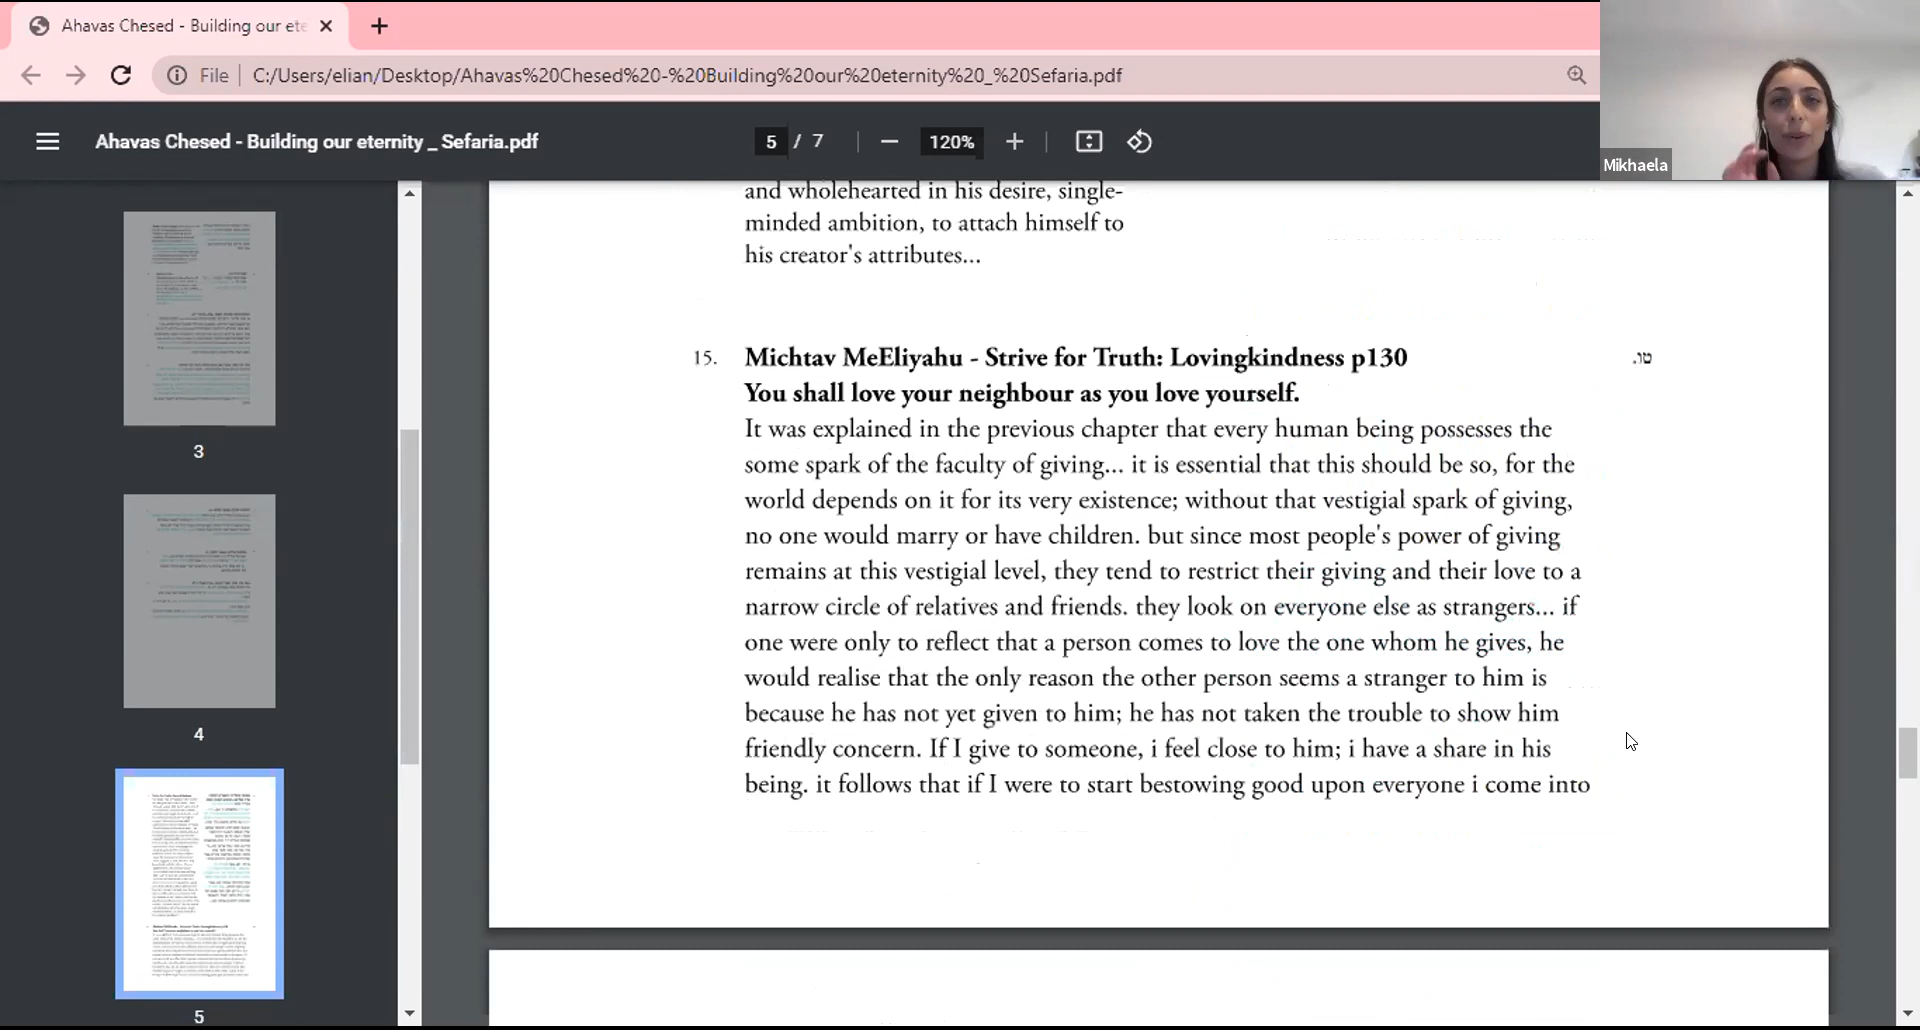 Ahavas Chesed - Building our ete
File
C:/Users/elian/Desktop/Ahavas%20Chesed%20-%20Building%20our%20eternity%20_%20Sefaria.pdf
Mikhaela
Ahavas Chesed - Building our eternity _ Sefaria.pdf
5 / 7
120%
3
4
5
and wholehearted in his desire, single-
minded ambition, to attach himself to
his creator's attributes...
15. Michtav MeEliyahu - Strive for Truth: Lovingkindness p130
טו.
You shall love your neighbour as you love yourself.
It was explained in the previous chapter that every human being possesses the
some spark of the faculty of giving... it is essential that this should be so, for the
world depends on it for its very existence; without that vestigial spark of giving,
no one would marry or have children. but since most people's power of giving
remains at this vestigial level, they tend to restrict their giving and their love to a
narrow circle of relatives and friends. they look on everyone else as strangers... if
one were only to reflect that a person comes to love the one whom he gives, he
would realise that the only reason the other person seems a stranger to him is
because he has not yet given to him; he has not taken the trouble to show him
friendly concern. If I give to someone, i feel close to him; i have a share in his
being. it follows that if I were to start bestowing good upon everyone i come into